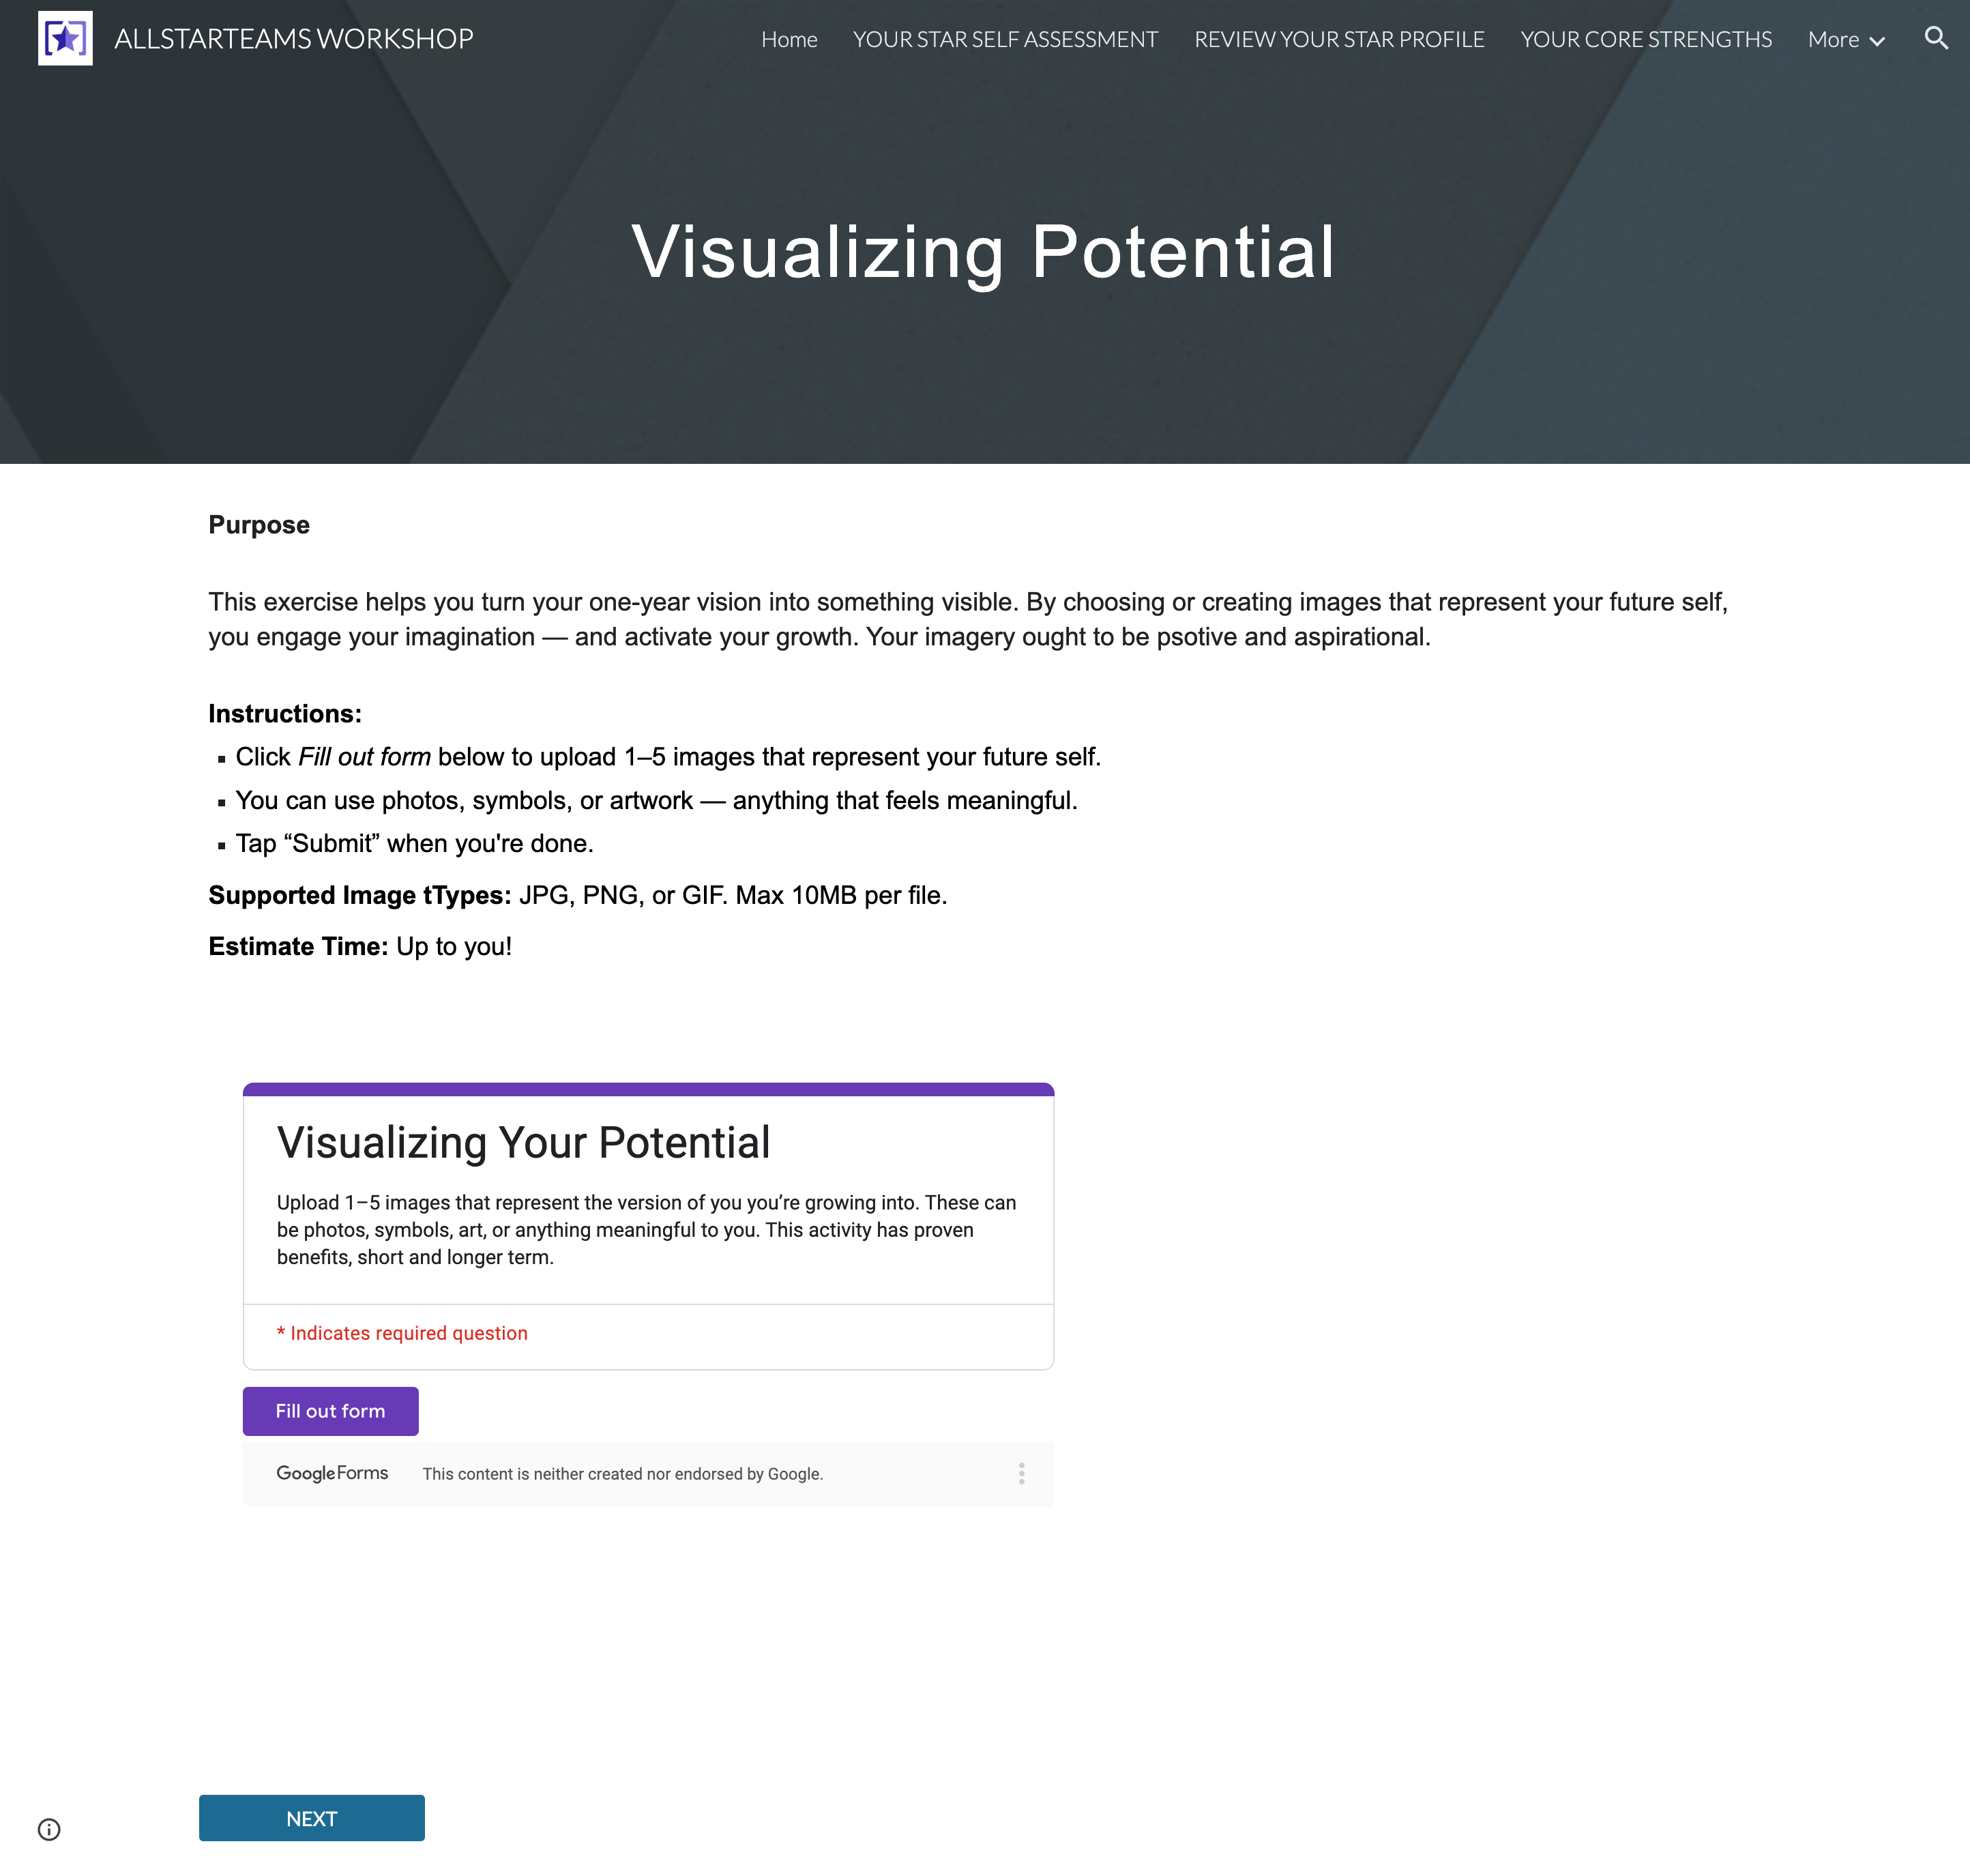 ALLSTARTEAMS WORKSHOP
Home
YOUR STAR SELF ASSESSMENT
REVIEW YOUR STAR PROFILE
YOUR CORE STRENGTHS
More
Visualizing Potential
Purpose
This exercise helps you turn your one-year vision into something visible. By choosing or creating images that represent your future self,
you engage your imagination — and activate your growth. Your imagery ought to be psotive and aspirational.
Instructions:
▪ Click Fill out form below to upload 1–5 images that represent your future self.
▪ You can use photos, symbols, or artwork — anything that feels meaningful.
▪ Tap “Submit” when you're done.
Supported Image tTypes: JPG, PNG, or GIF. Max 10MB per file.
Estimate Time: Up to you!
Visualizing Your Potential
Upload 1–5 images that represent the version of you you’re growing into. These can
be photos, symbols, art, or anything meaningful to you. This activity has proven
benefits, short and longer term.
* Indicates required question
Fill out form
Google Forms
This content is neither created nor endorsed by Google.
NEXT